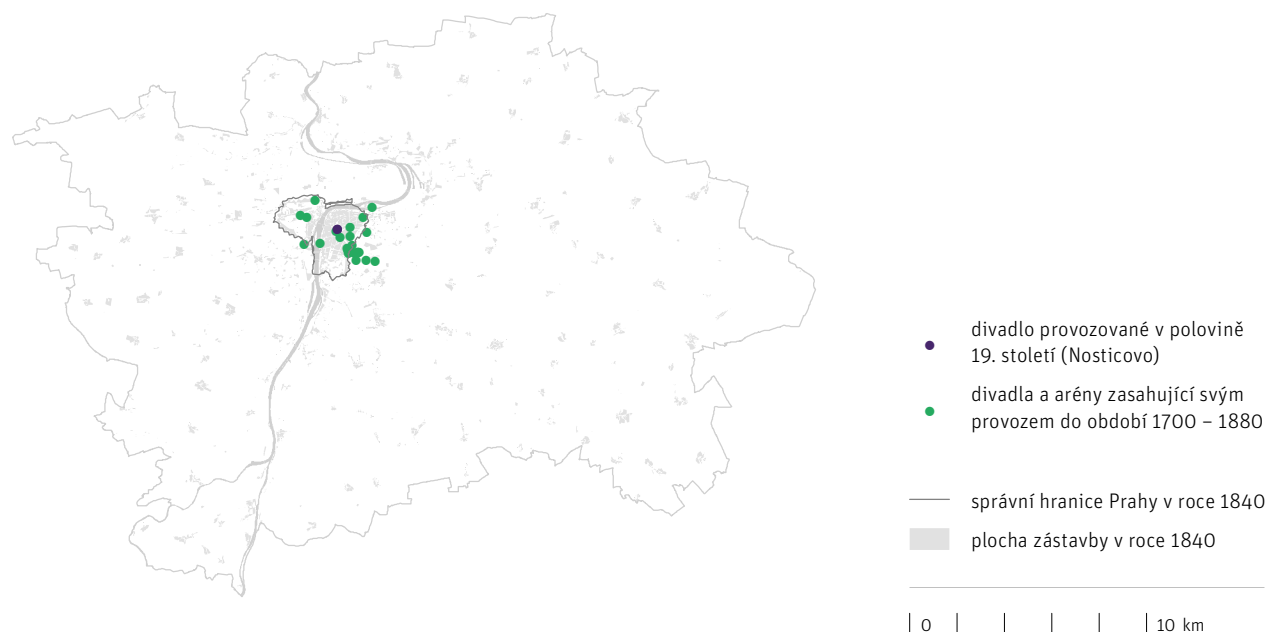 divadlo provozované v polovině
19. století (Nosticovo)
divadla a arény zasahující svým
provozem do období 1700 – 1880
správní hranice Prahy v roce 1840
plocha zástavby v roce 1840
0 10 km